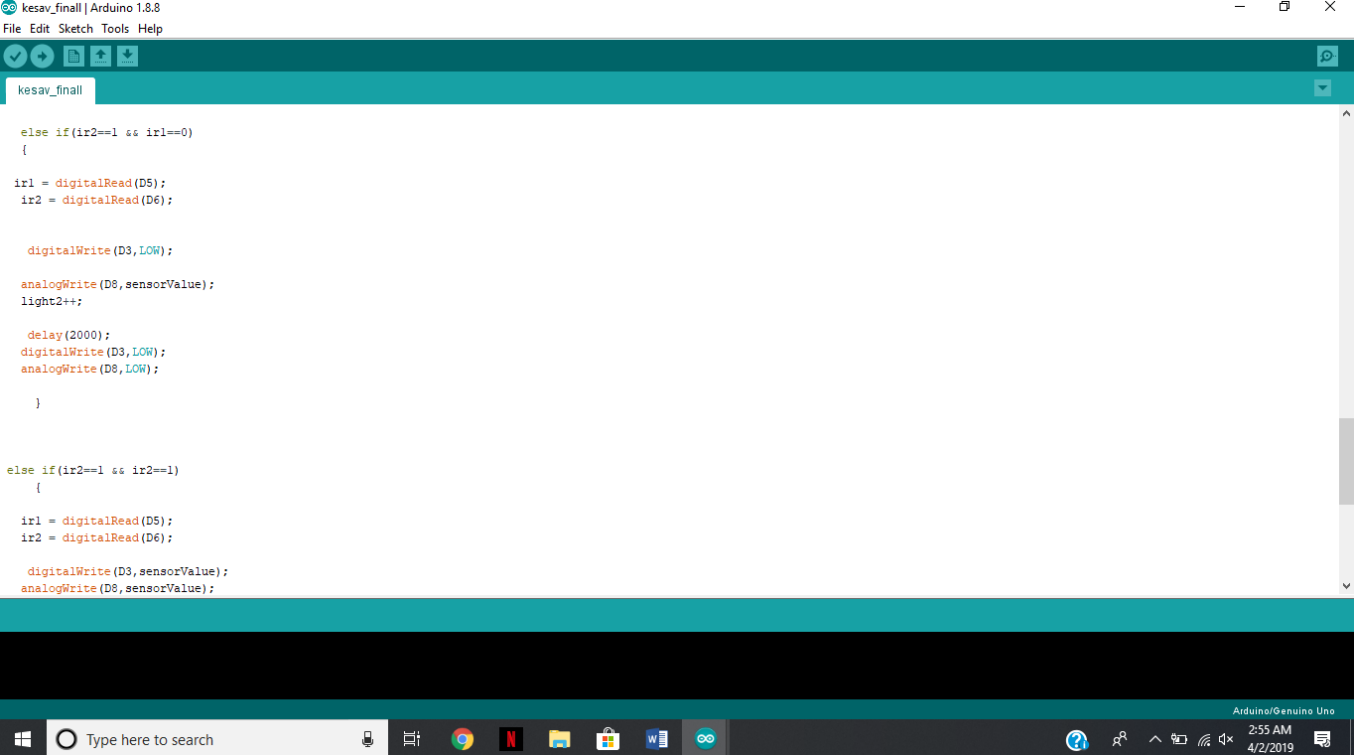 kesav_finall | Arduino 1.8.8
File Edit Sketch Tools Help
kesav_finall
else if(ir2==1 && ir1==0)
{
ir1 = digitalRead(D5);
ir2 = digitalRead(D6);
digitalWrite(D3,LOW);
analogWrite(D8,sensorValue);
light2++;
delay(2000);
digitalWrite(D3,LOW);
analogWrite(D8,LOW);
}
else if(ir2==1 && ir2==1)
{
ir1 = digitalRead(D5);
ir2 = digitalRead(D6);
digitalWrite(D3,sensorValue);
analogWrite(D8,sensorValue);
Arduino/Genuino Uno
Type here to search
2:55 AM
4/2/2019